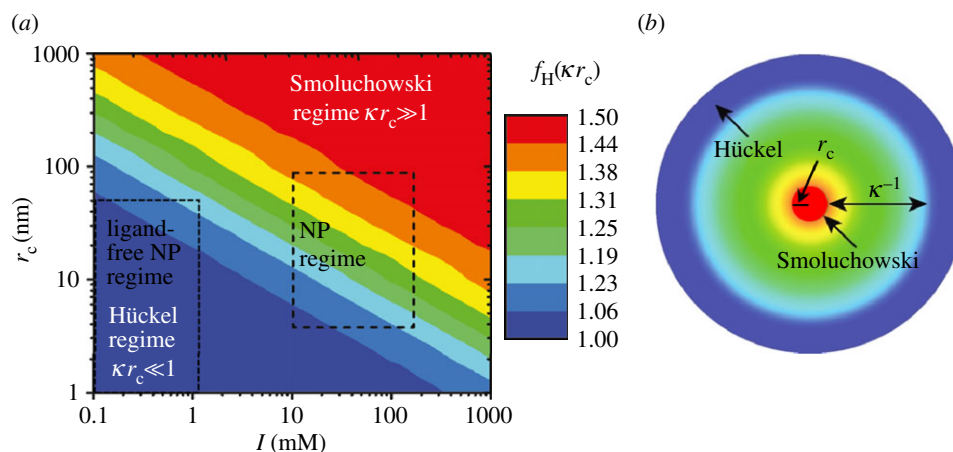 (a)
1000
100
10
1
r_c (nm)
Smoluchowski
regime κr_c≫1
NP
regime
ligand-
free NP
regime
Hückel
regime
κr_c≪1
0.1
1
10
100
1000
I (mM)
f_H(κr_c)
1.50
1.44
1.38
1.31
1.25
1.19
1.23
1.06
1.00
(b)
Hückel
r_c
κ⁻¹
Smoluchowski